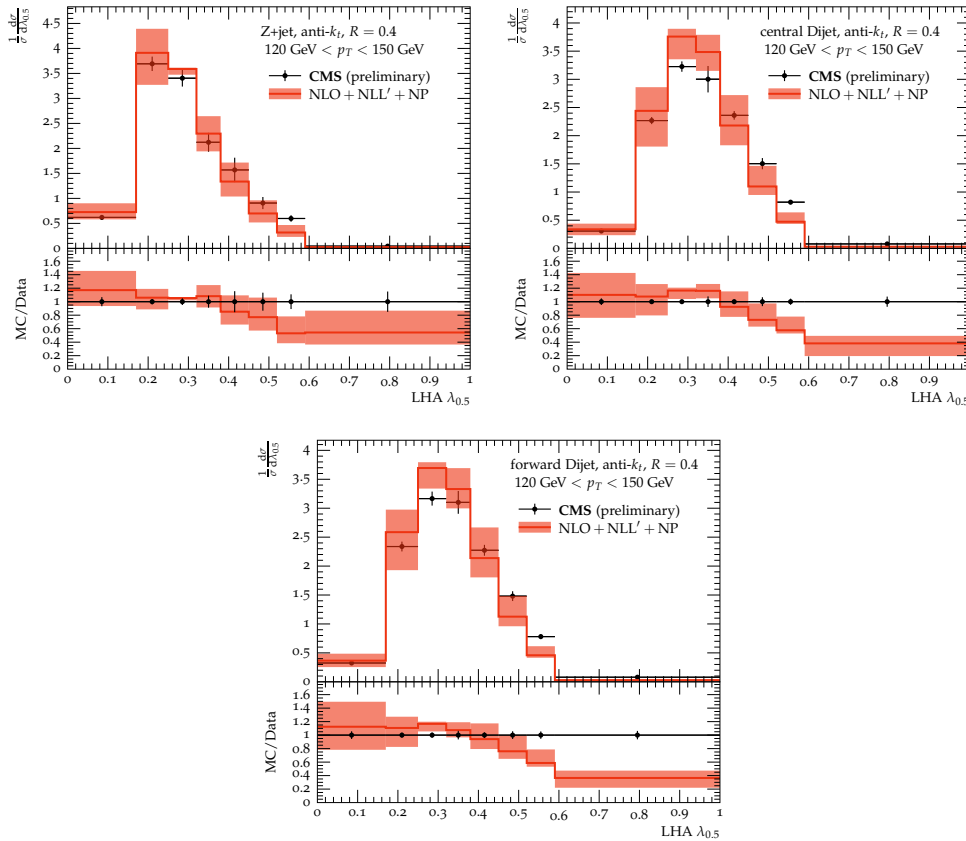 Z+jet, anti-kt, R = 0.4
120 GeV < pT < 150 GeV
CMS (preliminary)
NLO + NLL′ + NP
0
0.5
1
1.5
2
2.5
3
3.5
4
4.5
1/σ dσ/dλ0.5
0
0.2
0.4
0.6
0.8
1
1.2
1.4
1.6
MC/Data
0 0.1 0.2 0.3 0.4 0.5 0.6 0.7 0.8 0.9 1
LHA λ0.5
central Dijet, anti-kt, R = 0.4
120 GeV < pT < 150 GeV
CMS (preliminary)
NLO + NLL′ + NP
0
0.5
1
1.5
2
2.5
3
3.5
4
1/σ dσ/dλ0.5
0
0.2
0.4
0.6
0.8
1
1.2
1.4
1.6
MC/Data
0 0.1 0.2 0.3 0.4 0.5 0.6 0.7 0.8 0.9
LHA λ0.5
forward Dijet, anti-kt, R = 0.4
120 GeV < pT < 150 GeV
CMS (preliminary)
NLO + NLL′ + NP
0
0.5
1
1.5
2
2.5
3
3.5
4
1/σ dσ/dλ0.5
0
0.2
0.4
0.6
0.8
1
1.2
1.4
1.6
MC/Data
0 0.1 0.2 0.3 0.4 0.5 0.6 0.7 0.8 0.9 1
LHA λ0.5